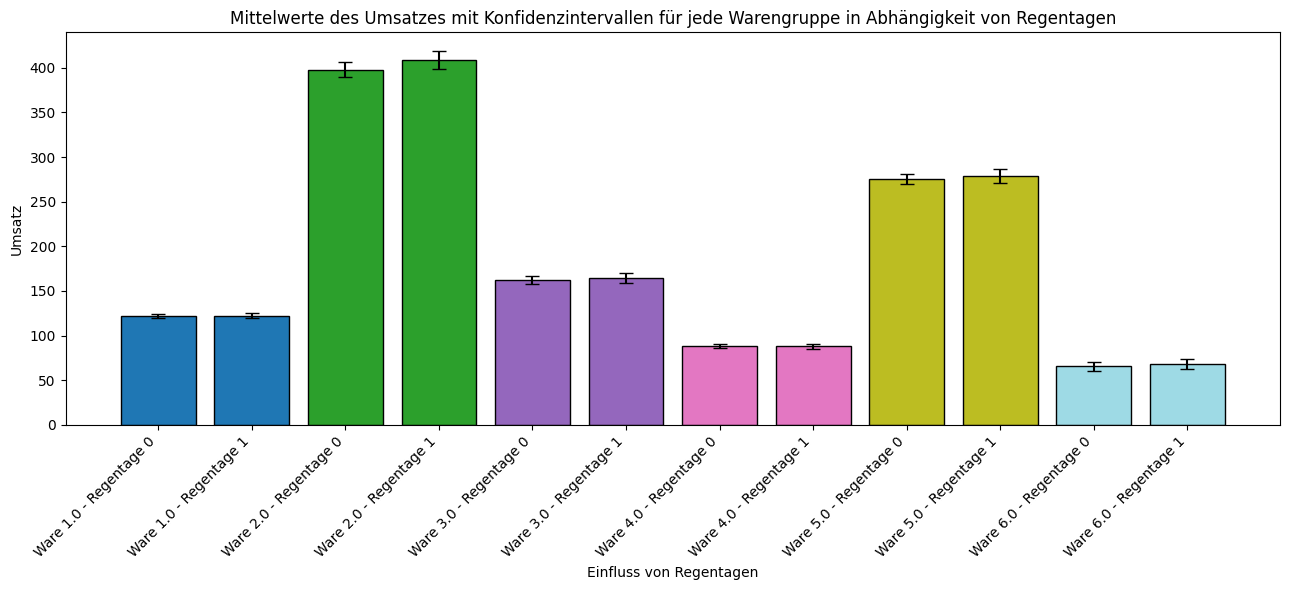 Mittelwerte des Umsatzes mit Konfidenzintervallen für jede Warengruppe in Abhängigkeit von Regentagen
Umsatz
400
350
300
250
200
150
100
50
0
Ware 1.0 - Regentage 0
Ware 1.0 - Regentage 1
Ware 2.0 - Regentage 0
Ware 2.0 - Regentage 1
Ware 3.0 - Regentage 0
Ware 3.0 - Regentage 1
Ware 4.0 - Regentage 0
Ware 4.0 - Regentage 1
Ware 5.0 - Regentage 0
Ware 5.0 - Regentage 1
Ware 6.0 - Regentage 0
Ware 6.0 - Regentage 1
Einfluss von Regentagen